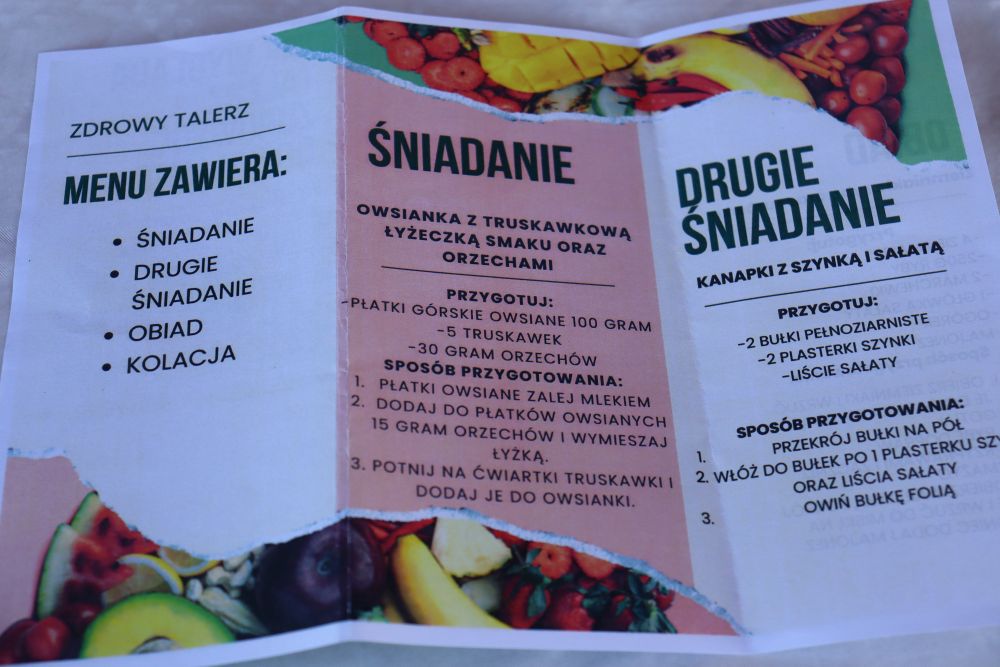 ZDROWY TALERZ
MENU ZAWIERA:
• ŚNIADANIE
• DRUGIE
ŚNIADANIE
• OBIAD
• KOLACJA
ŚNIADANIE
OWSIANKA Z TRUSKAWKOWĄ
ŁYŻECZKĄ SMAKU ORAZ
ORZECHAMI
PRZYGOTUJ:
-PŁATKI GÓRSKIE OWSIANE 100 GRAM
-5 TRUSKAWEK
-30 GRAM ORZECHÓW
SPOSÓB PRZYGOTOWANIA:
1. PŁATKI OWSIANE ZALEJ MLEKIEM
2. DODAJ DO PŁATKÓW OWSIANYCH
15 GRAM ORZECHÓW I WYMIESZAJ
ŁYŻKĄ.
3. POTNIJ NA ĆWIARTKI TRUSKAWKI I
DODAJ JE DO OWSIANKI.
DRUGIE
ŚNIADANIE
KANAPKI Z SZYNKĄ I SAŁATĄ
PRZYGOTUJ:
-2 BUŁKI PEŁNOZIARNISTE
-2 PLASTERKI SZYNKI
-LIŚCIE SAŁATY
SPOSÓB PRZYGOTOWANIA:
1. PRZEKRÓJ BUŁKI NA PÓŁ
2. WŁÓŻ DO BUŁEK PO 1 PLASTERKU
ORAZ LIŚCIA SAŁATY
3. OWIŃ BUŁKĘ FOLIĄ